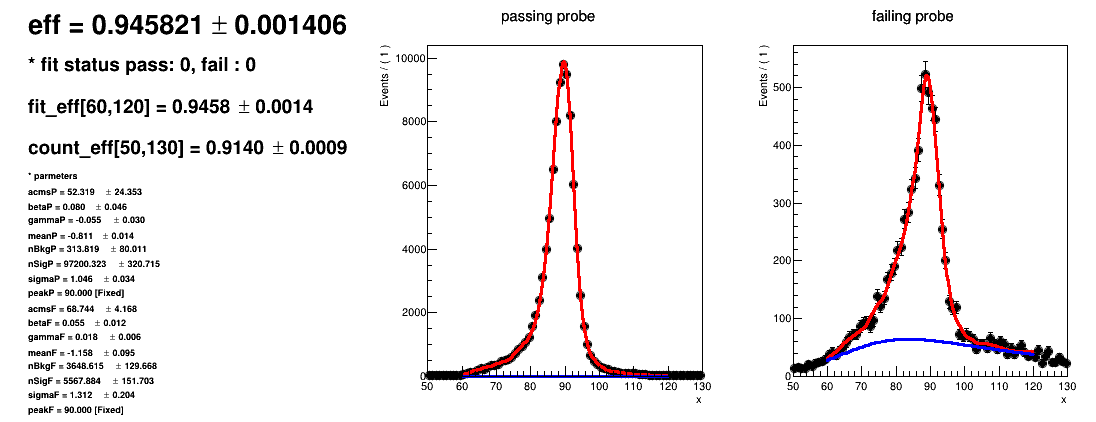 eff = 0.945821 ± 0.001406
* fit status pass: 0, fail : 0
fit_eff[60,120] = 0.9458 ± 0.0014
count_eff[50,130] = 0.9140 ± 0.0009
* parmeters
acmsP = 52.319 ± 24.353
betaP = 0.080 ± 0.046
gammaP = -0.055 ± 0.030
meanP = -0.811 ± 0.014
nBkgP = 313.819 ± 80.011
nSigP = 97200.323 ± 320.715
sigmaP = 1.046 ± 0.034
peakP = 90.000 [Fixed]
acmsF = 68.744 ± 4.168
betaF = 0.055 ± 0.012
gammaF = 0.018 ± 0.006
meanF = -1.158 ± 0.095
nBkgF = 3648.615 ± 129.668
nSigF = 5567.884 ± 151.703
sigmaF = 1.312 ± 0.204
peakF = 90.000 [Fixed]
passing probe
Events / ( 1 )
10000
8000
6000
4000
2000
0
50 60 70 80 90 100 110 120 130
x
failing probe
Events / ( 1 )
500
400
300
200
100
0
50 60 70 80 90 100 110 120 130
x